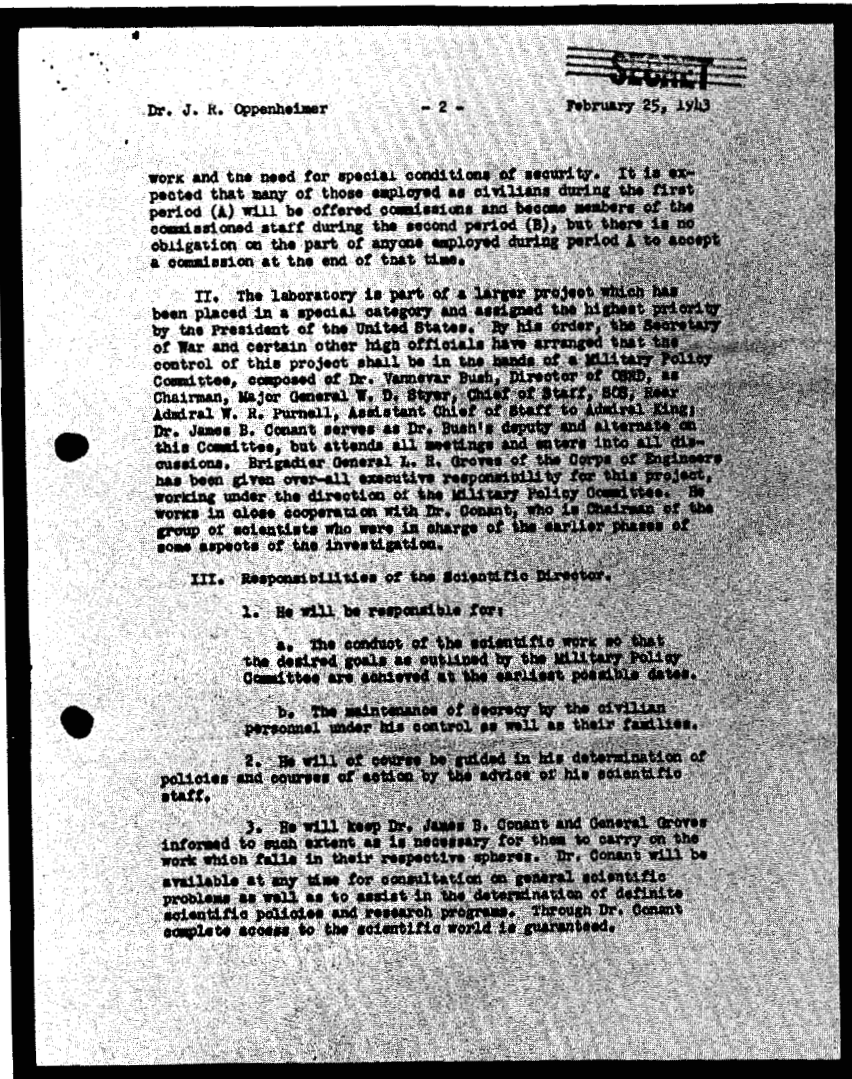 SECRET
Dr. J. R. Oppenheimer - 2 - February 25, 1943
work and the need for special conditions of security. It is ex-
pected that many of those employed as civilians during the first
period (A) will be offered commissions and become members of the
commissioned staff during the second period (B), but there is no
obligation on the part of anyone employed during period A to accept
a commission at the end of that time.
II. The laboratory is part of a larger project which has
been placed in a special category and assigned the highest priority
by the President of the United States. By his order, the Secretary
of War and certain other high officials have arranged that the
control of this project shall be in the hands of a Military Policy
Committee, composed of Dr. Vannevar Bush, Director of OSRD, as
Chairman, Major General W. D. Styer, Chief of Staff, SOS, Rear
Admiral W. R. Purnell, Assistant Chief of Staff to Admiral King;
Dr. James B. Conant serves as Dr. Bush's deputy and alternate on
this Committee, but attends all meetings and enters into all dis-
cussions. Brigadier General L. R. Groves of the Corps of Engineers
has been given over-all executive responsibility for this project,
working under the direction of the Military Policy Committee. He
works in close cooperation with Dr. Conant, who is Chairman of the
group of scientists who were in charge of the earlier phases of
some aspects of the investigation.
III. Responsibilities of the Scientific Director.
1. He will be responsible for:
a. The conduct of the scientific work so that
the desired goals as outlined by the Military Policy
Committee are achieved at the earliest possible dates.
b. The maintenance of secrecy by the civilian
personnel under his control as well as their families.
2. He will of course be guided in his determination of
policies and courses of action by the advice of his scientific
staff.
3. He will keep Dr. James B. Conant and General Groves
informed to such extent as is necessary for them to carry on the
work which falls in their respective spheres. Dr. Conant will be
available at any time for consultation on general scientific
problems as well as to assist in the determination of definite
scientific policies and research programs. Through Dr. Conant
complete access to the scientific world is guaranteed.